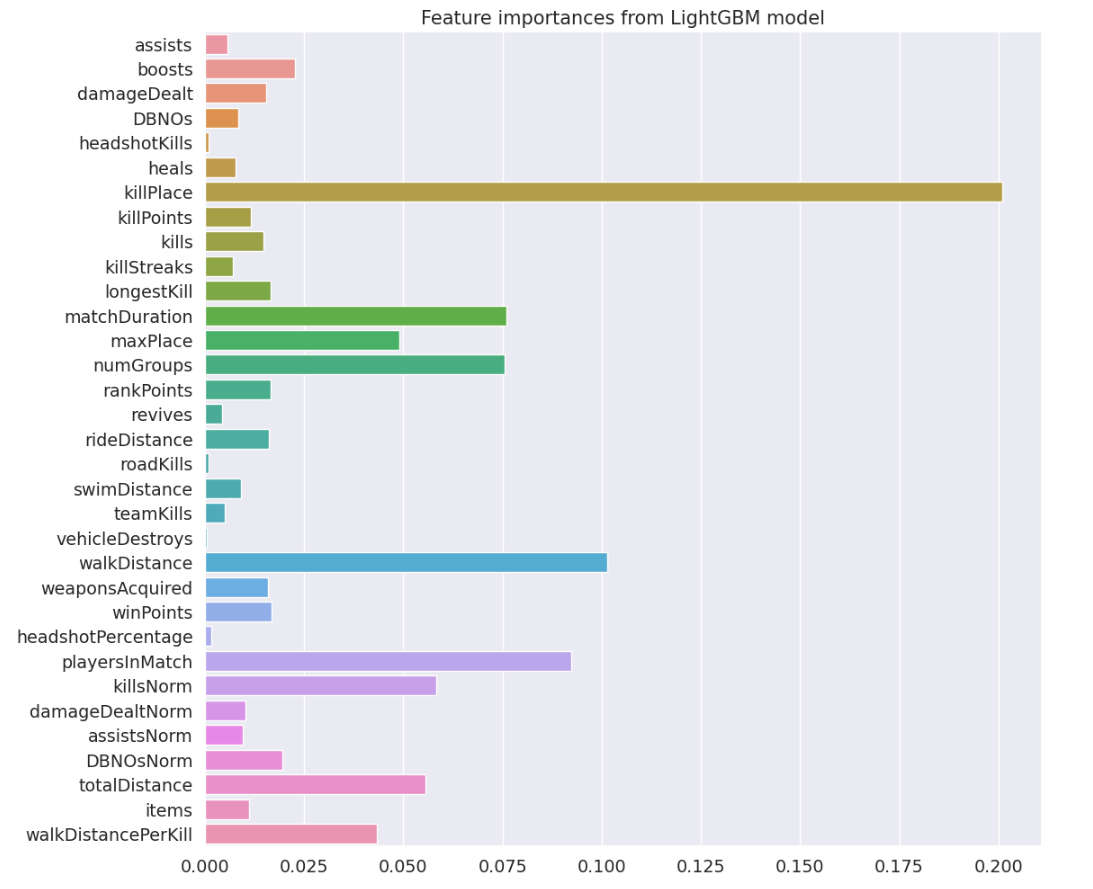 Feature importances from LightGBM model
assists
boosts
damageDealt
DBNOs
headshotKills
heals
killPlace
killPoints
kills
killStreaks
longestKill
matchDuration
maxPlace
numGroups
rankPoints
revives
rideDistance
roadKills
swimDistance
teamKills
vehicleDestroys
walkDistance
weaponsAcquired
winPoints
headshotPercentage
playersInMatch
killsNorm
damageDealtNorm
assistsNorm
DBNOsNorm
totalDistance
items
walkDistancePerKill
0.000 0.025 0.050 0.075 0.100 0.125 0.150 0.175 0.200